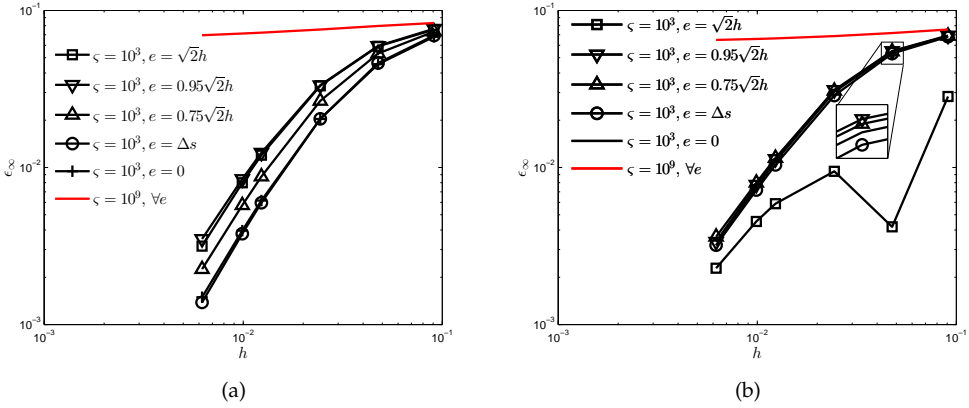 10⁻¹
10⁻²
10⁻³
ϵ∞
ς = 10³, e = √2h
ς = 10³, e = 0.95√2h
ς = 10³, e = 0.75√2h
ς = 10³, e = Δs
ς = 10³, e = 0
ς = 10⁹, ∀e
10⁻³
10⁻²
10⁻¹
h
(a)
10⁻¹
10⁻²
10⁻³
ϵ∞
ς = 10³, e = √2h
ς = 10³, e = 0.95√2h
ς = 10³, e = 0.75√2h
ς = 10³, e = Δs
ς = 10³, e = 0
ς = 10⁹, ∀e
10⁻³
10⁻²
10⁻¹
h
(b)